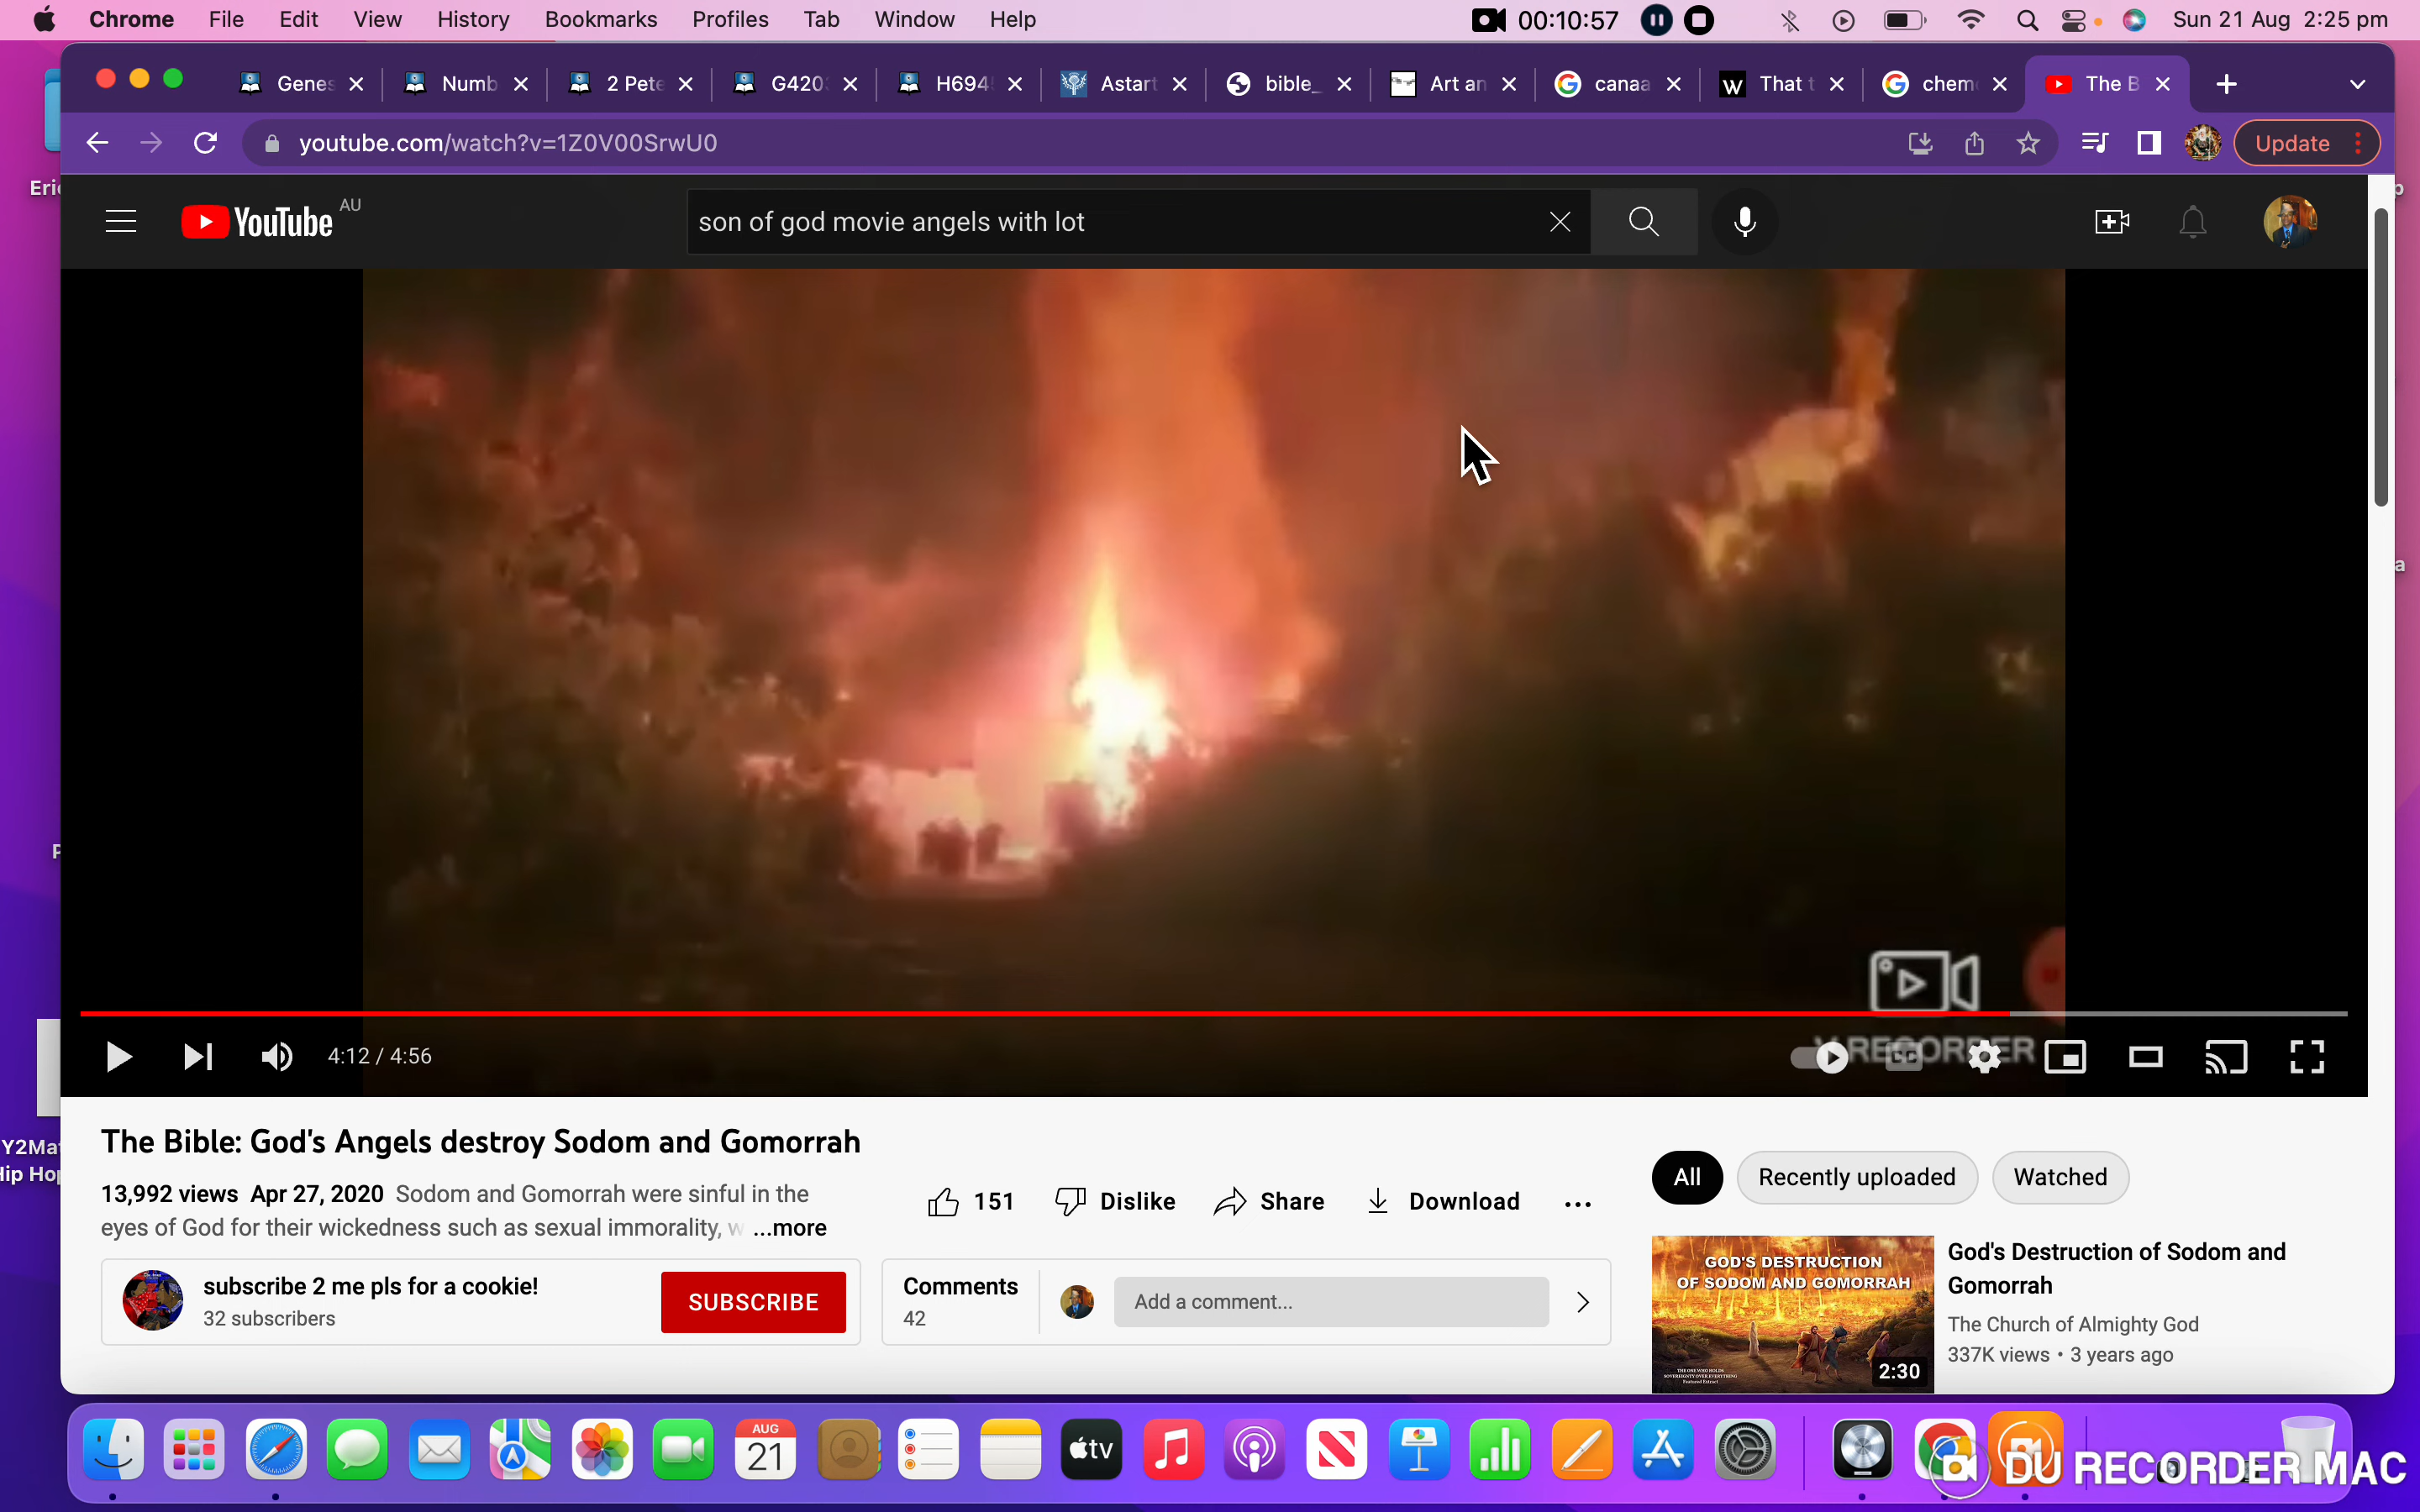 Chrome File Edit View History Bookmarks Profiles Tab Window Help 00:10:57 Sun 21 Aug 2:25 pm
Genes Numb 2 Pete G420 H694 Astart bible_ Art an canaa That t chem The B
youtube.com/watch?v=1Z0V00SrwU0 Update
Eri
YouTube AU son of god movie angels with lot
V RECORDER
4:12 / 4:56
The Bible: God's Angels destroy Sodom and Gomorrah
13,992 views Apr 27, 2020 Sodom and Gomorrah were sinful in the
eyes of God for their wickedness such as sexual immorality, w ...more
151 Dislike Share Download
subscribe 2 me pls for a cookie!
32 subscribers
SUBSCRIBE
Comments
42
Add a comment...
All Recently uploaded Watched
GOD'S DESTRUCTION
OF SODOM AND GOMORRAH
2:30
God's Destruction of Sodom and
Gomorrah
The Church of Almighty God
337K views • 3 years ago
Y2Ma
Hip Ho
AUG
21
tv
DU RECORDER MAC